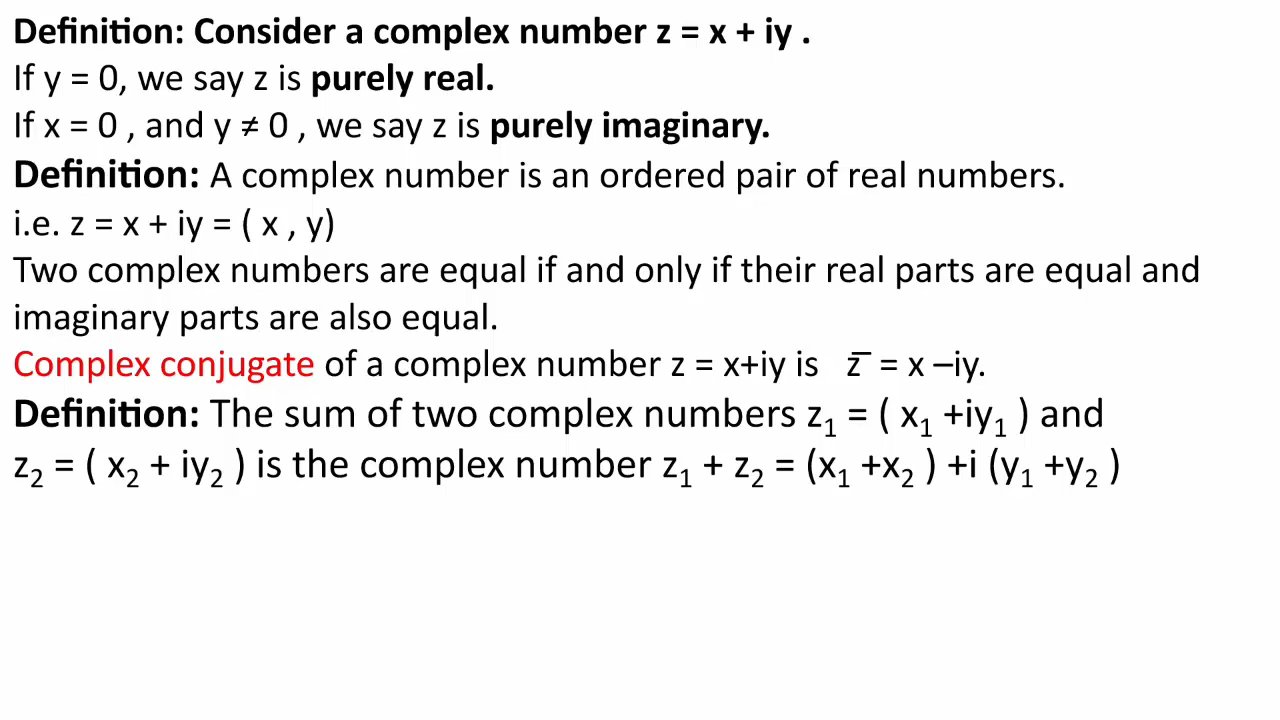 Definition: Consider a complex number z = x + iy .
If y = 0, we say z is purely real.
If x = 0 , and y ≠ 0 , we say z is purely imaginary.
Definition: A complex number is an ordered pair of real numbers.
i.e. z = x + iy = ( x , y)
Two complex numbers are equal if and only if their real parts are equal and
imaginary parts are also equal.
Complex conjugate of a complex number z = x+iy is z̅ = x –iy.
Definition: The sum of two complex numbers z₁ = ( x₁ +iy₁ ) and
z₂ = ( x₂ + iy₂ ) is the complex number z₁ + z₂ = (x₁ +x₂ ) +i (y₁ +y₂ )